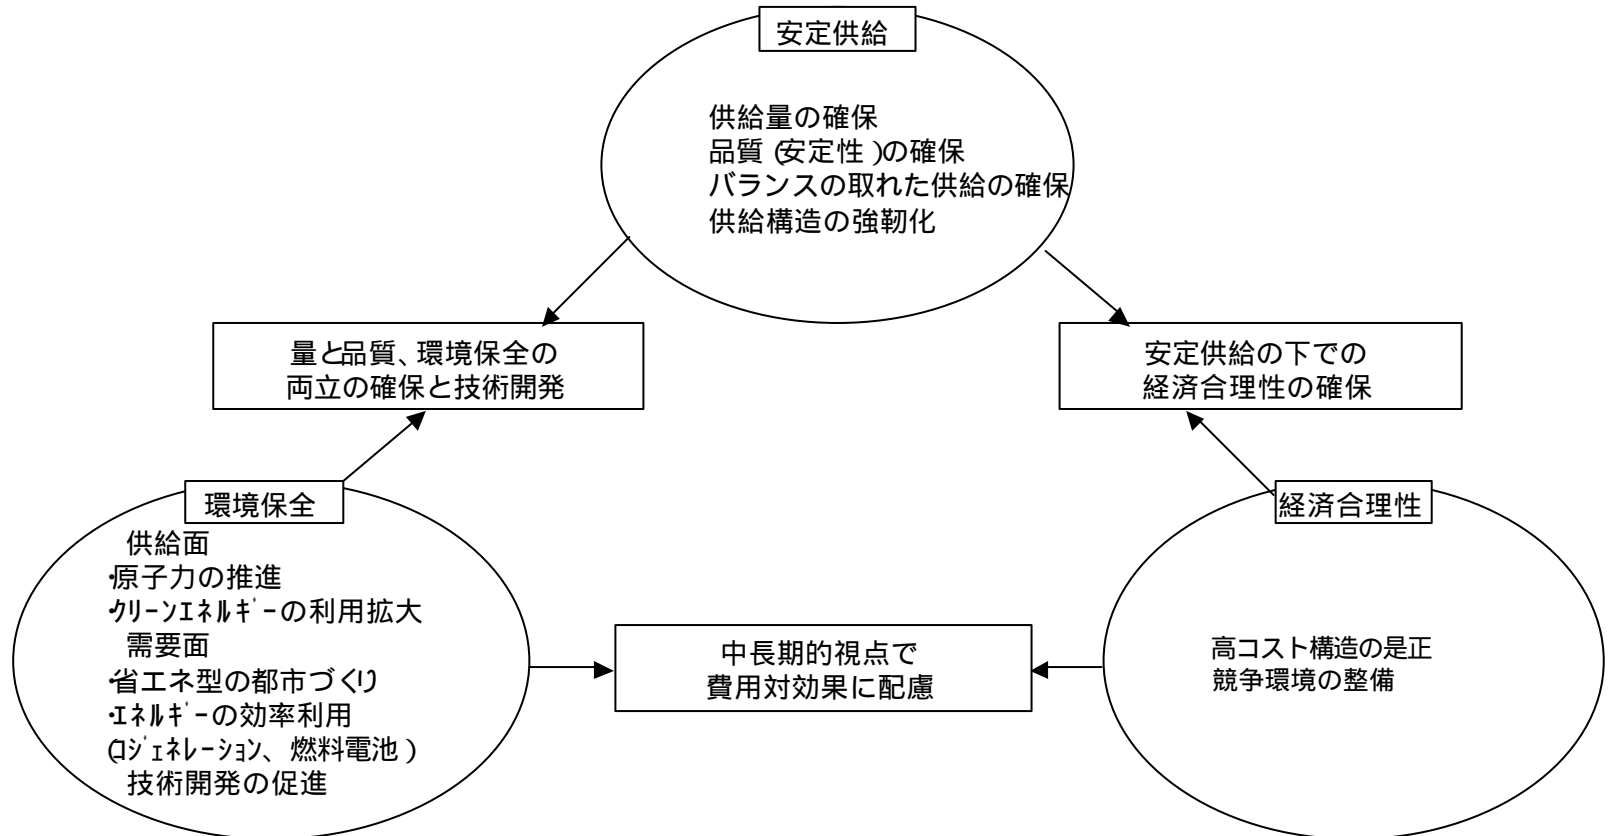 安定供給
供給量の確保
品質(安定性)の確保
バランスの取れた供給の確保
供給構造の強靭化
量と品質、環境保全の
両立の確保と技術開発
安定供給の下での
経済合理性の確保
環境保全
供給面
・原子力の推進
・ｸﾘｰﾝｴﾈﾙｷﾞｰの利用拡大
需要面
・省エネ型の都市づくり
・ｴﾈﾙｷﾞｰの効率利用
(ｺｼﾞｪﾈﾚｰｼｮﾝ、燃料電池)
技術開発の促進
中長期的視点で
費用対効果に配慮
経済合理性
高コスト構造の是正
競争環境の整備